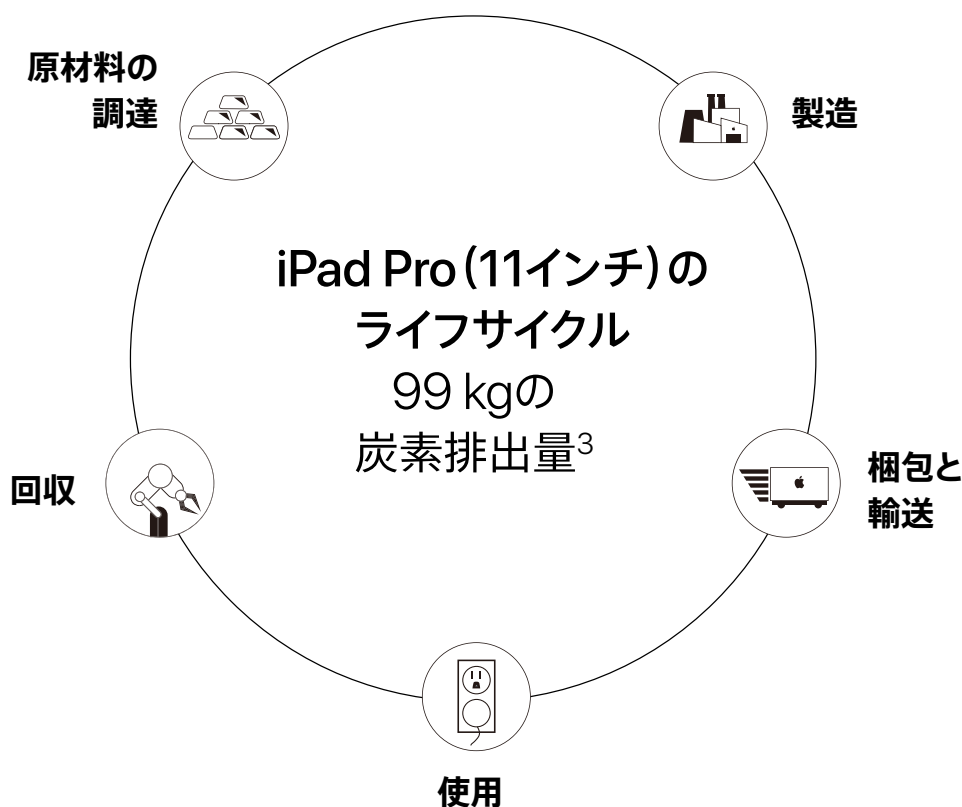 原材料の
調達
製造
iPad Pro（11インチ）の
ライフサイクル
99 kgの
炭素排出量3
回収
梱包と
輸送
使用